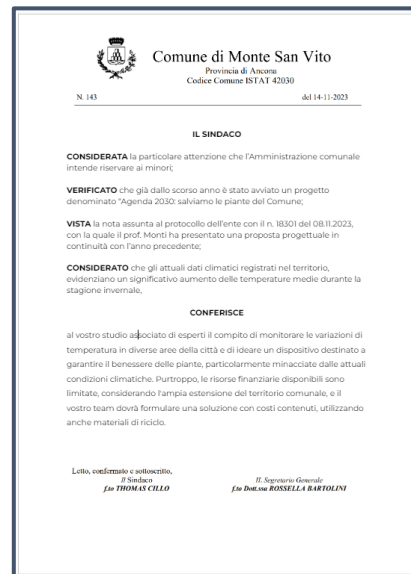 Comune di Monte San Vito
Provincia di Ancona
Codice Comune ISTAT 42030
N. 143 del 14-11-2023
IL SINDACO
CONSIDERATA la particolare attenzione che l'Amministrazione comunale
intende riservare ai minori;
VERIFICATO che già dallo scorso anno è stato avviato un progetto
denominato "Agenda 2030: salviamo le piante del Comune;
VISTA la nota assunta al protocollo dell'ente con il n. 18301 del 08.11.2023,
con la quale il prof. Monti ha presentato una proposta progettuale in
continuità con l'anno precedente;
CONSIDERATO che gli attuali dati climatici registrati nel territorio,
evidenziano un significativo aumento delle temperature medie durante la
stagione invernale,
CONFERISCE
al vostro studio associato di esperti il compito di monitorare le variazioni di
temperatura in diverse aree della città e di ideare un dispositivo destinato a
garantire il benessere delle piante, particolarmente minacciate dalle attuali
condizioni climatiche. Purtroppo, le risorse finanziarie disponibili sono
limitate, considerando l'ampia estensione del territorio comunale, e il
vostro team dovrà formulare una soluzione con costi contenuti, utilizzando
anche materiali di riciclo.
Letto, confermato e sottoscritto,
Il Sindaco IL Segretario Generale
f.to THOMAS CILLO f.to Dott.ssa ROSSELLA BARTOLINI